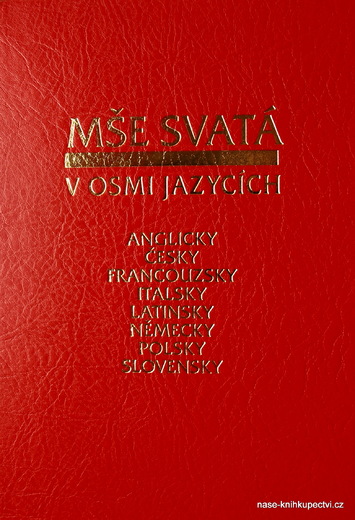 MŠE SVATÁ
V OSMI JAZYCÍCH
ANGLICKY
ČESKY
FRANCOUZSKY
ITALSKY
LATINSKY
NĚMECKY
POLSKY
SLOVENSKY
nase-knihkupectvi.cz